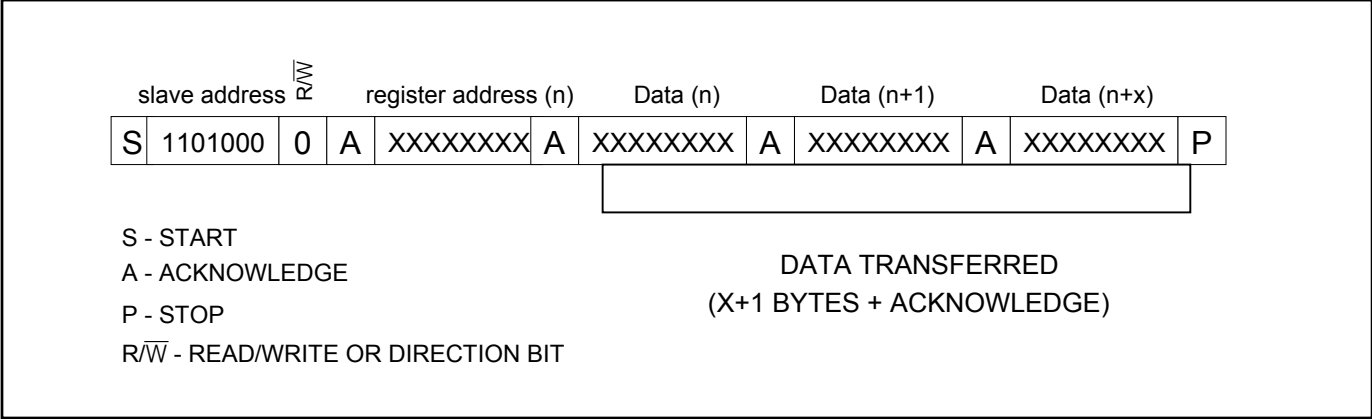 slave address R/W̅ register address (n) Data (n) Data (n+1) Data (n+x)
S 1101000 0 A XXXXXXXX A XXXXXXXX A XXXXXXXX A XXXXXXXX P
S - START
A - ACKNOWLEDGE
P - STOP
R/W̅ - READ/WRITE OR DIRECTION BIT
DATA TRANSFERRED
(X+1 BYTES + ACKNOWLEDGE)